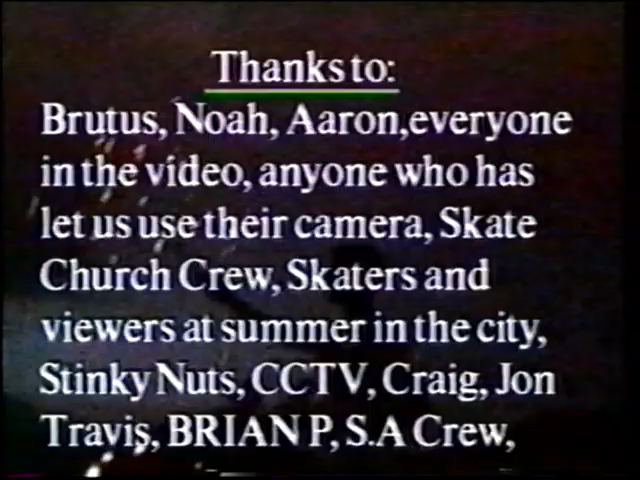 Thanks to:
Brutus, Noah, Aaron,everyone
in the video, anyone who has
let us use their camera, Skate
Church Crew, Skaters and
viewers at summer in the city,
Stinky Nuts, CCTV, Craig, Jon
Travis, BRIAN P, S.A Crew,